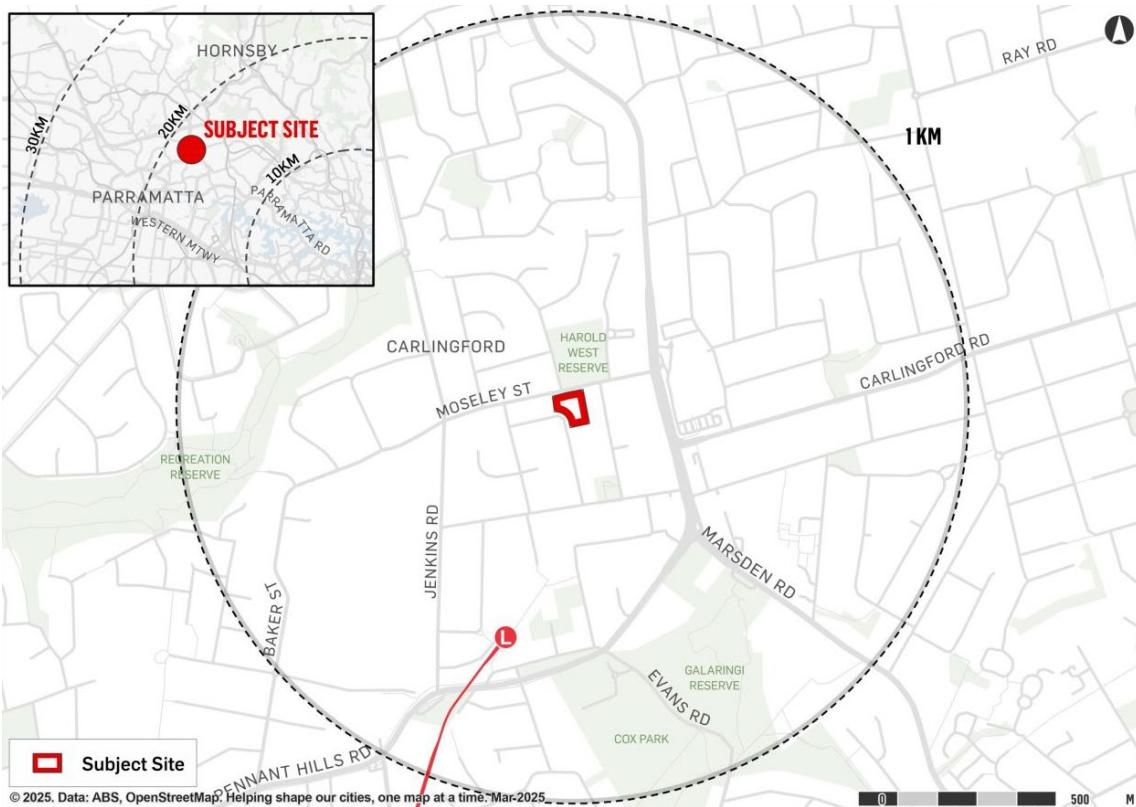 HORNSBY
30KM
20KM
SUBJECT SITE
10KM
PARRAMATTA
PARRAMATTA RD
WESTERN MTWY
RAY RD
1 KM
HAROLD
WEST
RESERVE
CARLINGFORD
CARLINGFORD RD
MOSELEY ST
RECREATION
RESERVE
JENKINS RD
MARSDEN RD
BAKER ST
L
GALARINGI
RESERVE
EVANS RD
COX PARK
Subject Site
PENNANT HILLS RD
© 2025. Data: ABS, OpenStreetMap. Helping shape our cities, one map at a time. Mar-2025
0 500 M